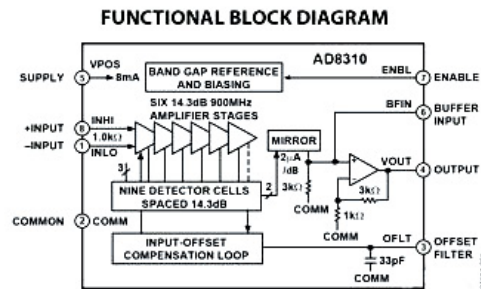 FUNCTIONAL BLOCK DIAGRAM
AD8310
SUPPLY 5 VPOS 8mA
BAND GAP REFERENCE
AND BIASING
ENBL 7 ENABLE
SIX 14.3dB 900MHz
AMPLIFIER STAGES
BFIN 6 BUFFER
INPUT
+INPUT 8 INHI
1.0kΩ
–INPUT 1 INLO
MIRROR
2μA
/dB
3kΩ
COMM
+
–
VOUT 4 OUTPUT
3kΩ
1kΩ
COMM
3
NINE DETECTOR CELLS
SPACED 14.3dB
2
COMMON 2 COMM
INPUT-OFFSET
COMPENSATION LOOP
OFLT 3 OFFSET
FILTER
33pF
COMM